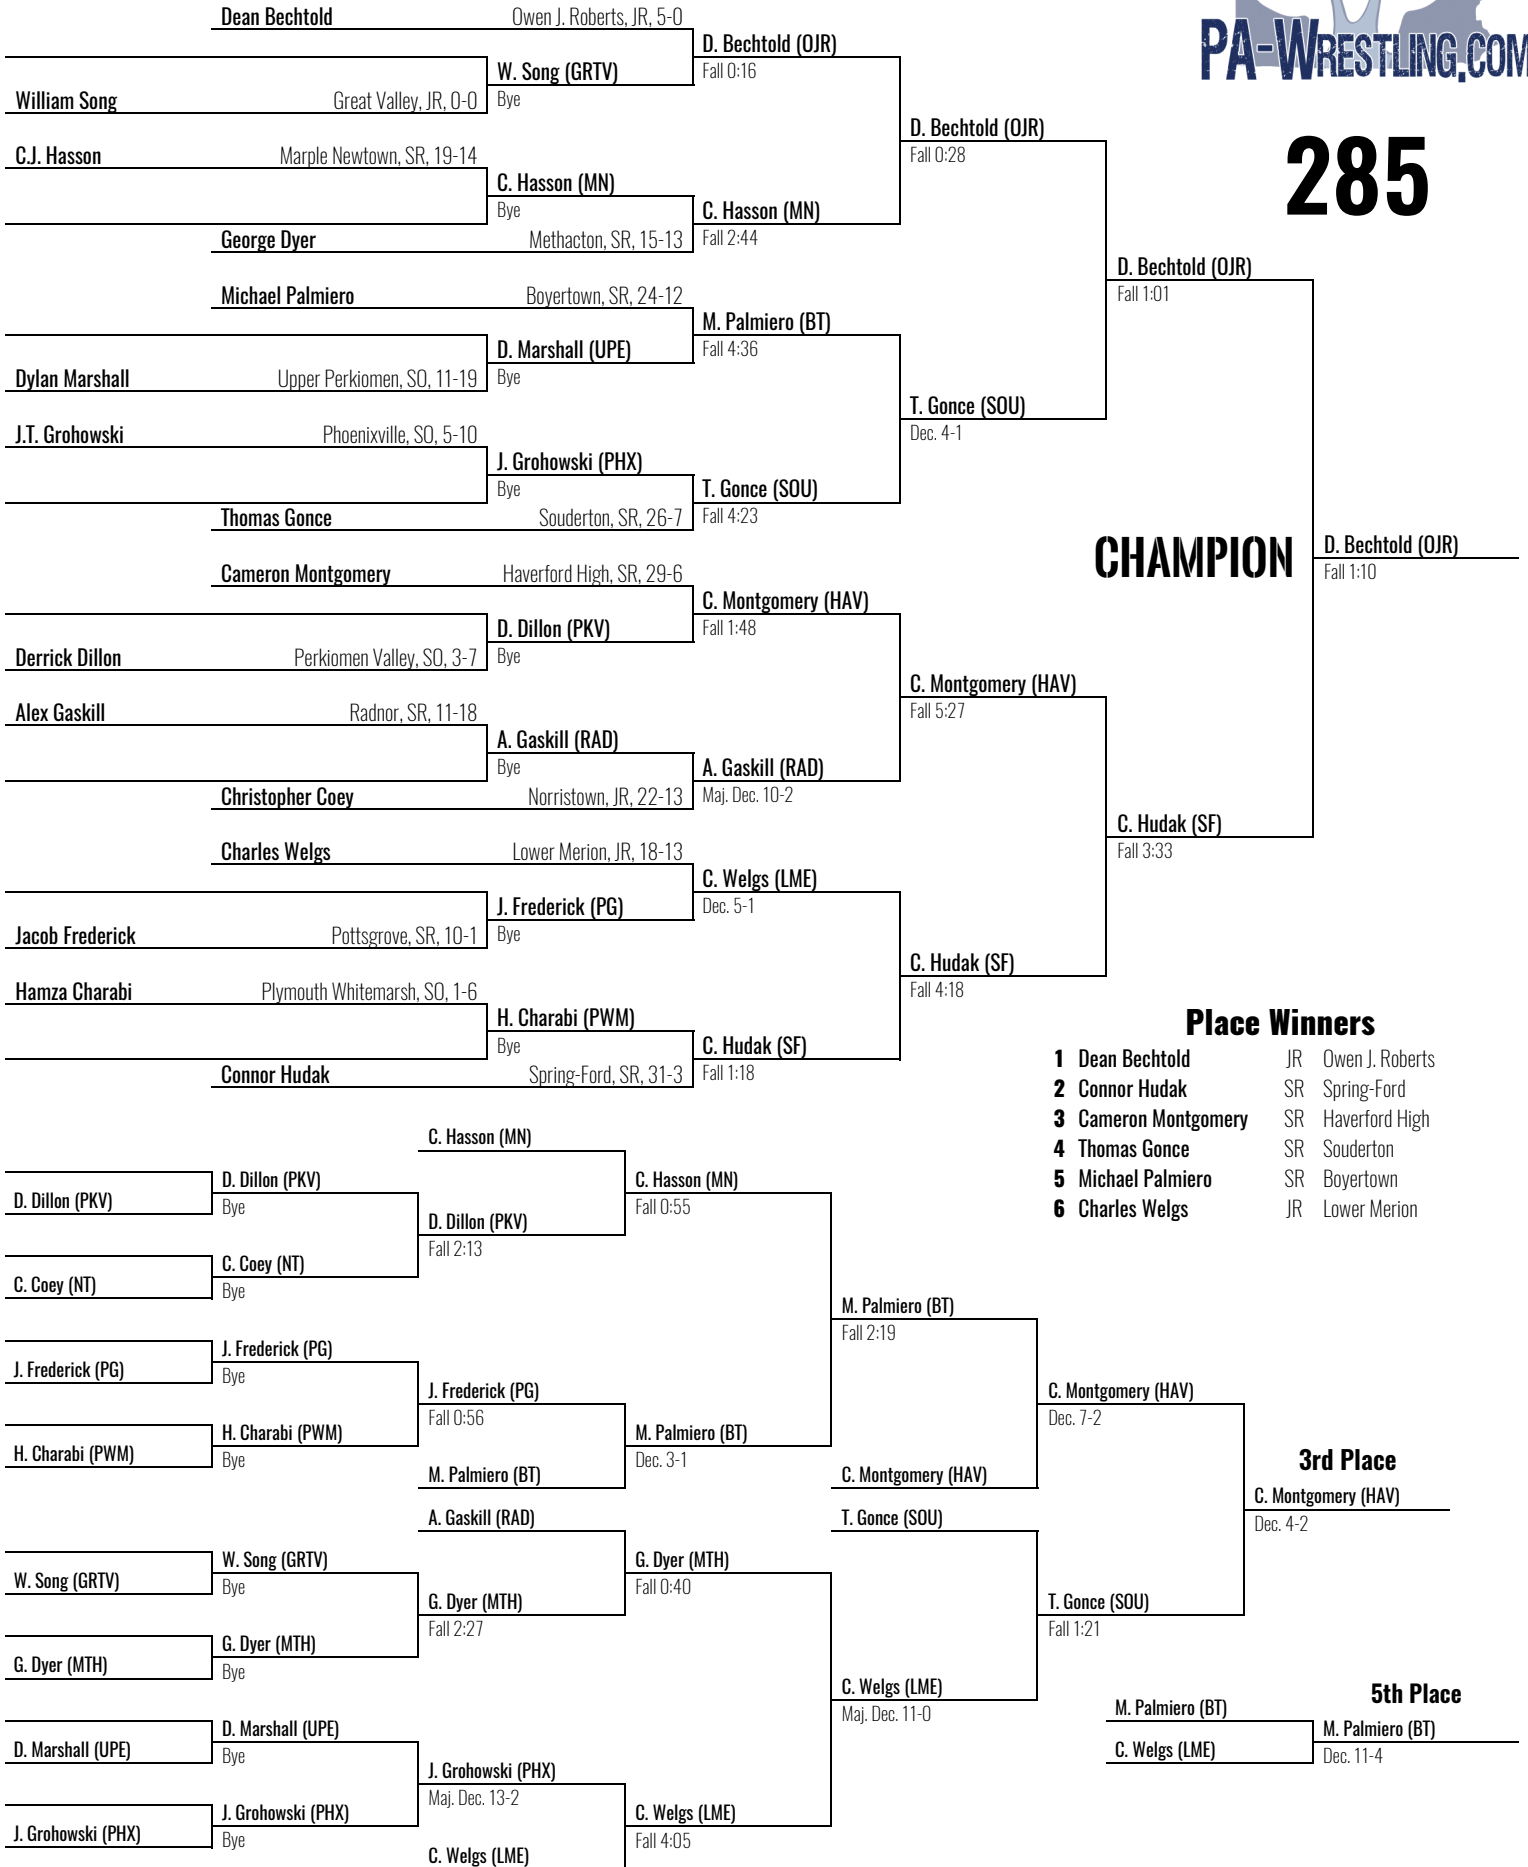 PA-WRESTLING.COM
285
Dean Bechtold Owen J. Roberts, JR, 5-0
D. Bechtold (OJR)
Fall 0:16
W. Song (GRTV)
Bye
William Song Great Valley, JR, 0-0
D. Bechtold (OJR)
Fall 0:28
C.J. Hasson Marple Newtown, SR, 19-14
C. Hasson (MN)
Bye
C. Hasson (MN)
Fall 2:44
George Dyer Methacton, SR, 15-13
D. Bechtold (OJR)
Fall 1:01
Michael Palmiero Boyertown, SR, 24-12
M. Palmiero (BT)
Fall 4:36
D. Marshall (UPE)
Bye
Dylan Marshall Upper Perkiomen, SO, 11-19
T. Gonce (SOU)
Dec. 4-1
J.T. Grohowski Phoenixville, SO, 5-10
J. Grohowski (PHX)
Bye
T. Gonce (SOU)
Fall 4:23
Thomas Gonce Souderton, SR, 26-7
CHAMPION
D. Bechtold (OJR)
Fall 1:10
Cameron Montgomery Haverford High, SR, 29-6
C. Montgomery (HAV)
Fall 1:48
D. Dillon (PKV)
Bye
Derrick Dillon Perkiomen Valley, SO, 3-7
C. Montgomery (HAV)
Fall 5:27
Alex Gaskill Radnor, SR, 11-18
A. Gaskill (RAD)
Bye
A. Gaskill (RAD)
Maj. Dec. 10-2
Christopher Coey Norristown, JR, 22-13
C. Hudak (SF)
Fall 3:33
Charles Welgs Lower Merion, JR, 18-13
C. Welgs (LME)
Dec. 5-1
J. Frederick (PG)
Bye
Jacob Frederick Pottsgrove, SR, 10-1
C. Hudak (SF)
Fall 4:18
Hamza Charabi Plymouth Whitemarsh, SO, 1-6
H. Charabi (PWM)
Bye
C. Hudak (SF)
Fall 1:18
Connor Hudak Spring-Ford, SR, 31-3
Place Winners
1 Dean Bechtold JR Owen J. Roberts
2 Connor Hudak SR Spring-Ford
3 Cameron Montgomery SR Haverford High
4 Thomas Gonce SR Souderton
5 Michael Palmiero SR Boyertown
6 Charles Welgs JR Lower Merion
C. Hasson (MN)
C. Hasson (MN)
Fall 0:55
D. Dillon (PKV)
Bye
D. Dillon (PKV)
D. Dillon (PKV)
Fall 2:13
C. Coey (NT)
Bye
C. Coey (NT)
M. Palmiero (BT)
Fall 2:19
J. Frederick (PG)
Bye
J. Frederick (PG)
J. Frederick (PG)
Fall 0:56
C. Montgomery (HAV)
Dec. 7-2
H. Charabi (PWM)
Bye
H. Charabi (PWM)
M. Palmiero (BT)
Dec. 3-1
M. Palmiero (BT)
C. Montgomery (HAV)
3rd Place
C. Montgomery (HAV)
Dec. 4-2
A. Gaskill (RAD)
T. Gonce (SOU)
W. Song (GRTV)
Bye
W. Song (GRTV)
G. Dyer (MTH)
Fall 0:40
G. Dyer (MTH)
Fall 2:27
T. Gonce (SOU)
Fall 1:21
G. Dyer (MTH)
Bye
G. Dyer (MTH)
C. Welgs (LME)
Maj. Dec. 11-0
5th Place
M. Palmiero (BT)
M. Palmiero (BT)
Dec. 11-4
C. Welgs (LME)
D. Marshall (UPE)
Bye
D. Marshall (UPE)
J. Grohowski (PHX)
Maj. Dec. 13-2
J. Grohowski (PHX)
Bye
J. Grohowski (PHX)
C. Welgs (LME)
Fall 4:05
C. Welgs (LME)